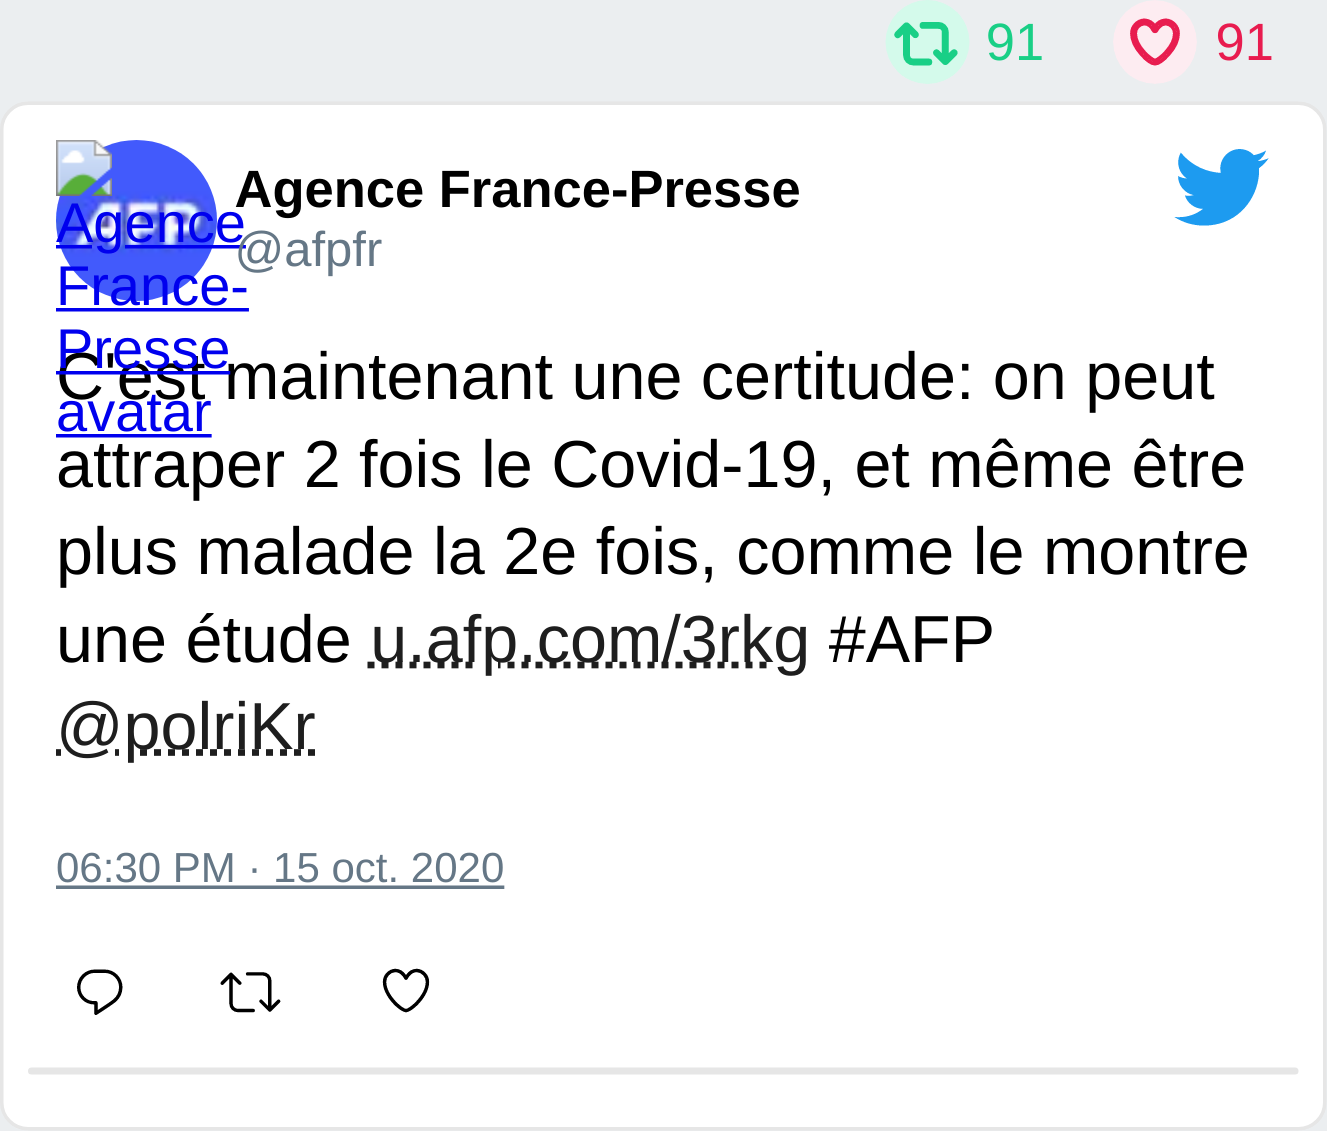 91 91
Agence France-Presse
@afpfr
AFP
Agence
France-
Presse
avatar
C'est maintenant une certitude: on peut
attraper 2 fois le Covid-19, et même être
plus malade la 2e fois, comme le montre
une étude u.afp.com/3rkg #AFP
@polriKr
06:30 PM · 15 oct. 2020